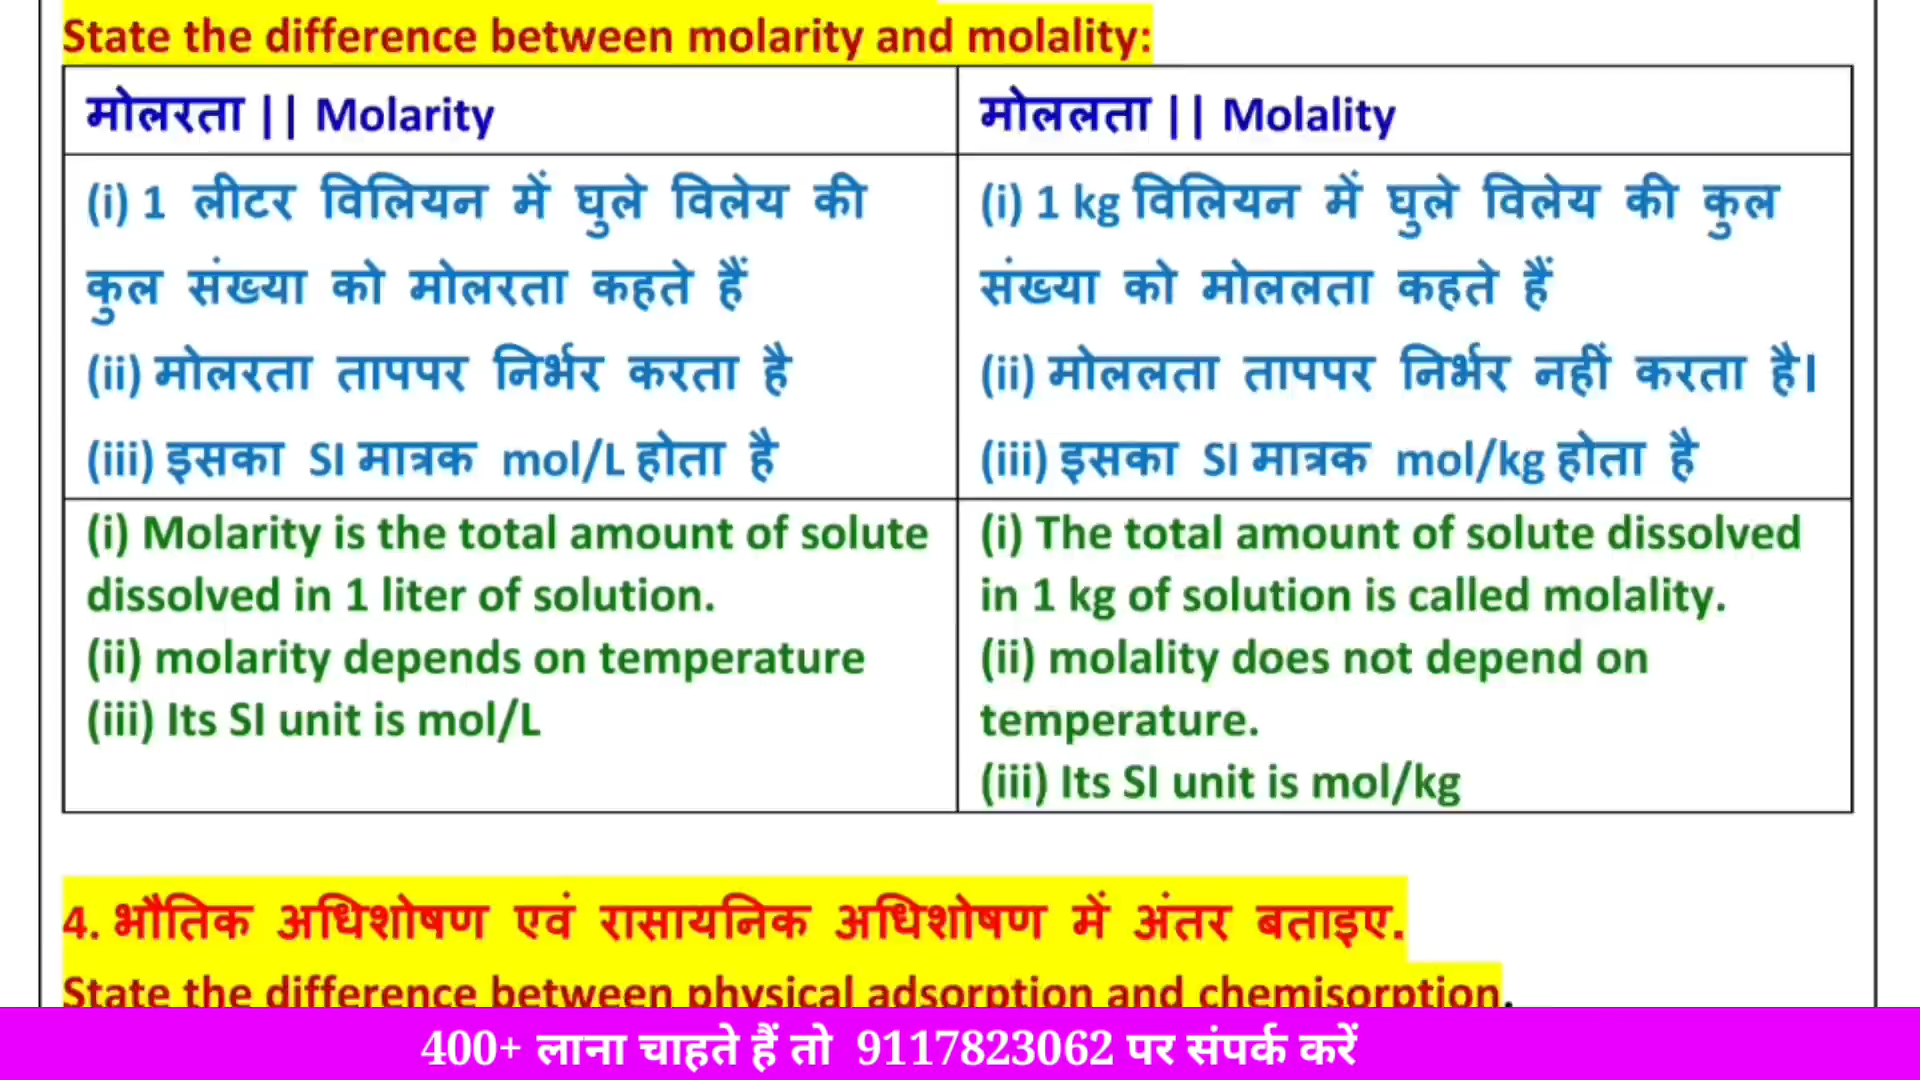 State the difference between molarity and molality:
मोलरता || Molarity
मोललता || Molality
(i) 1 लीटर विलियन में घुले विलेय की
कुल संख्या को मोलरता कहते हैं
(ii) मोलरता तापपर निर्भर करता है
(iii) इसका SI मात्रक mol/L होता है
(i) 1 kg विलियन में घुले विलेय की कुल
संख्या को मोललता कहते हैं
(ii) मोललता तापपर निर्भर नहीं करता है।
(iii) इसका SI मात्रक mol/kg होता है
(i) Molarity is the total amount of solute
dissolved in 1 liter of solution.
(ii) molarity depends on temperature
(iii) Its SI unit is mol/L
(i) The total amount of solute dissolved
in 1 kg of solution is called molality.
(ii) molality does not depend on
temperature.
(iii) Its SI unit is mol/kg
4. भौतिक अधिशोषण एवं रासायनिक अधिशोषण में अंतर बताइए.
State the difference between physical adsorption and chemisorption.
400+ लाना चाहते हैं तो 9117823062 पर संपर्क करें